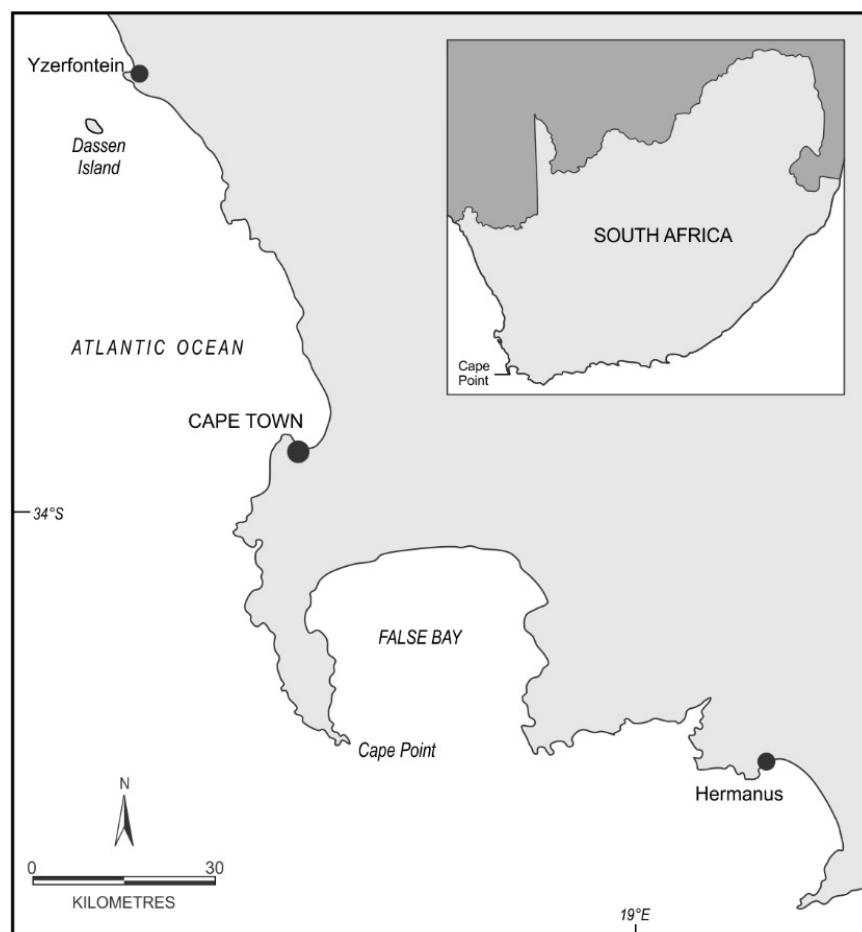 Yzerfontein
Dassen
Island
SOUTH AFRICA
ATLANTIC OCEAN
Cape
Point
CAPE TOWN
34°S
FALSE BAY
Cape Point
Hermanus
N
0 30
KILOMETRES
19°E